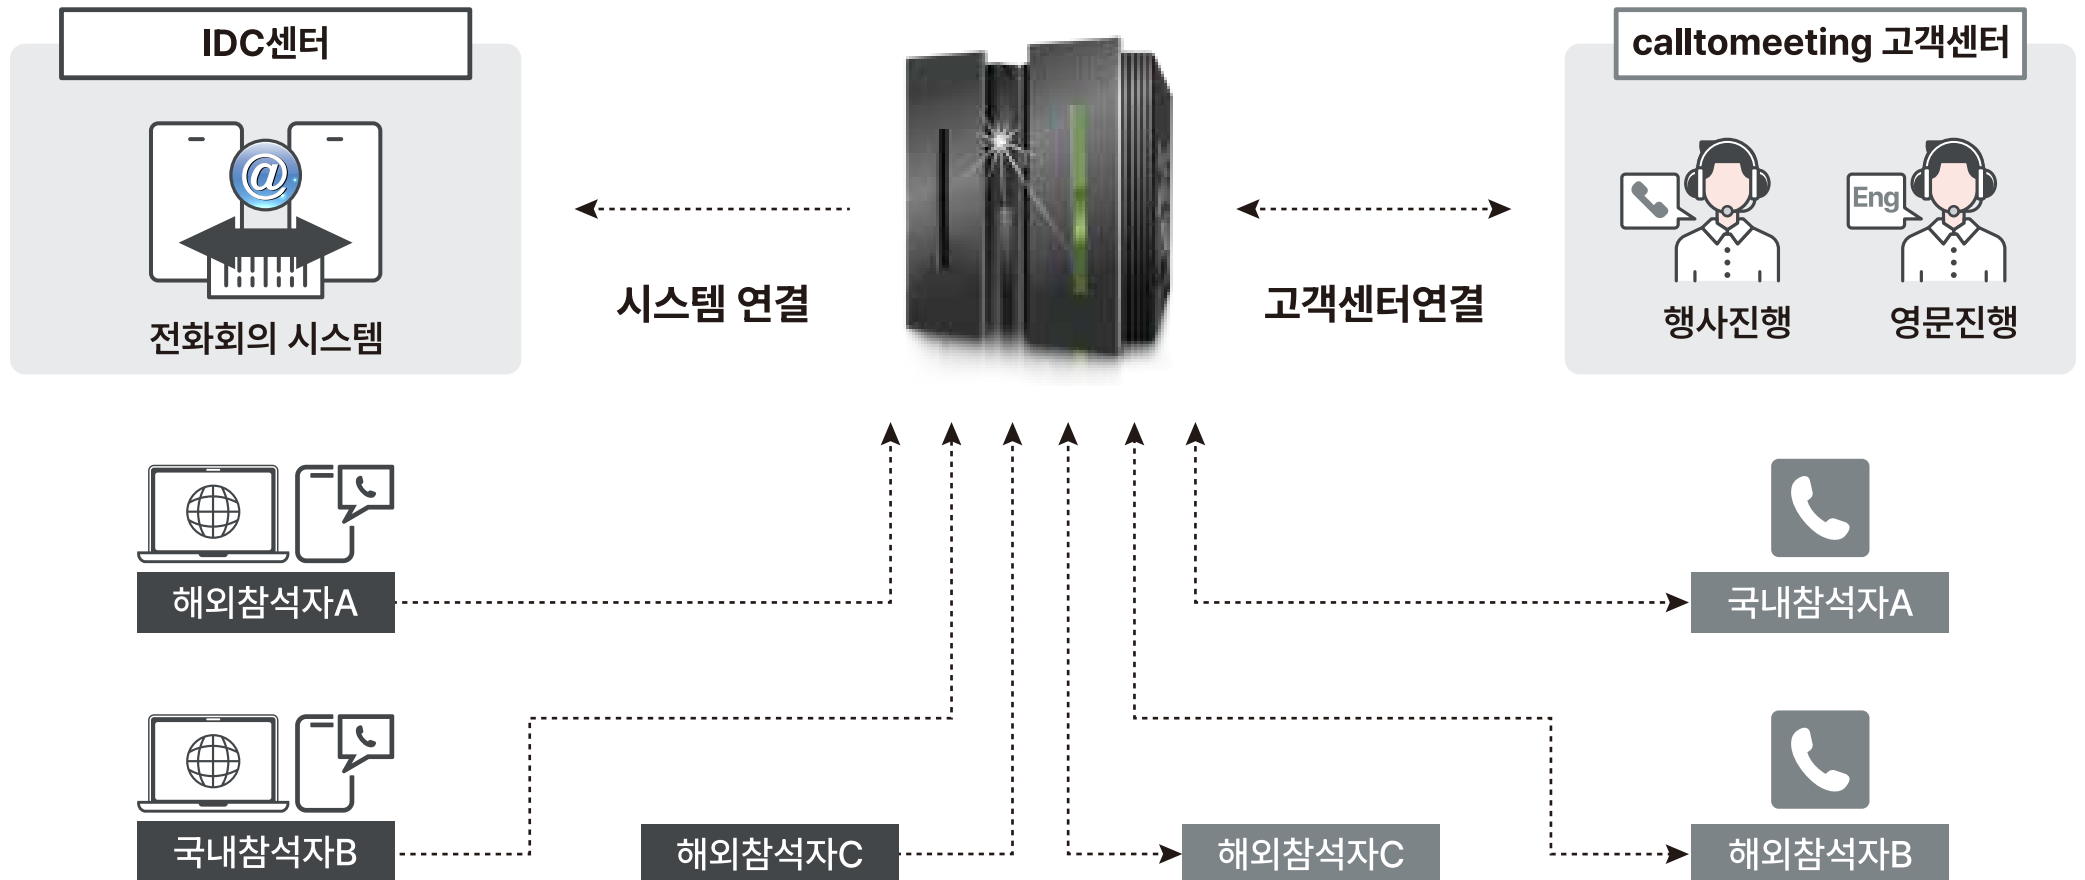 IDC센터
calltomeeting 고객센터
@
Eng
시스템 연결
고객센터연결
전화회의 시스템
행사진행
영문진행
해외참석자A
국내참석자A
국내참석자B
해외참석자C
해외참석자C
해외참석자B